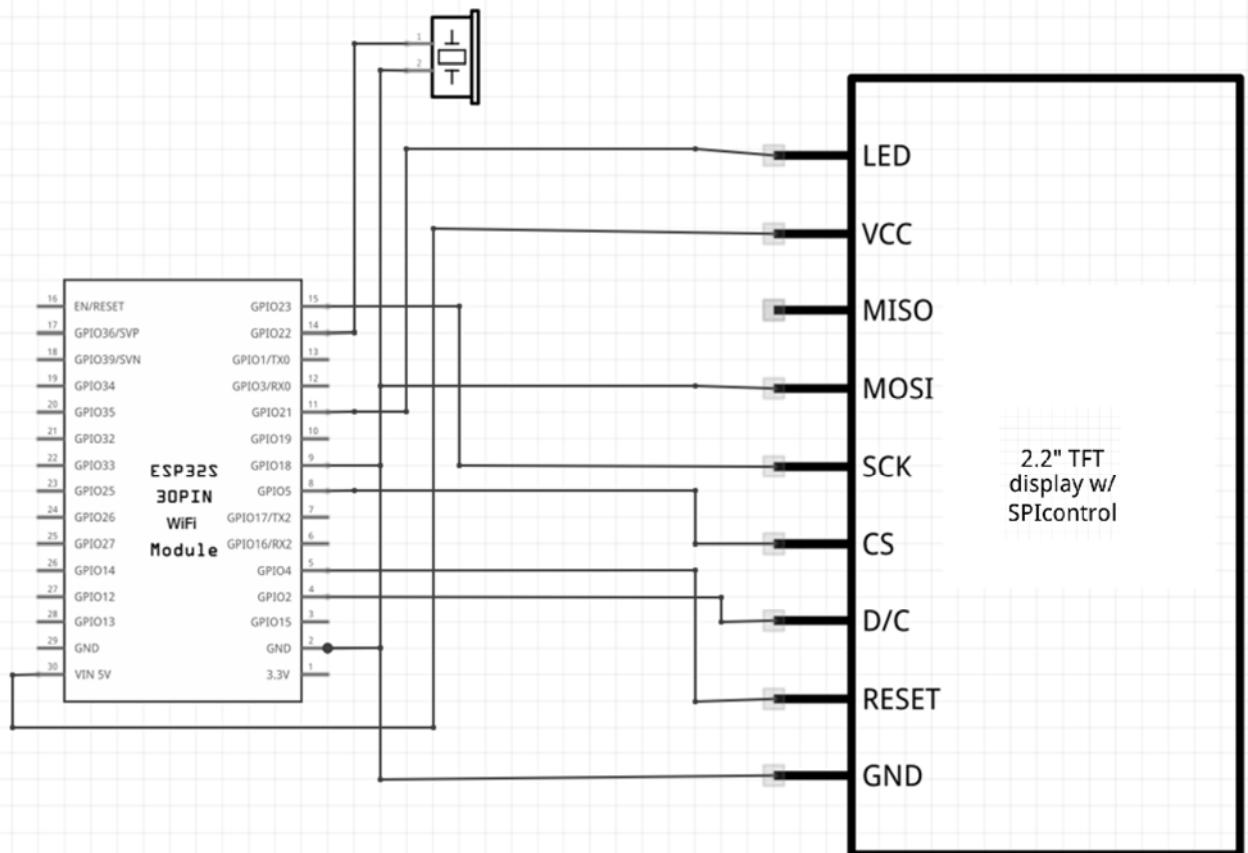 1
2
LED
VCC
MISO
MOSI
SCK
CS
D/C
RESET
GND
2.2" TFT
display w/
SPIcontrol
16 EN/RESET GPIO23 15
17 GPIO36/SVP GPIO22 14
18 GPIO39/SVN GPIO1/TX0 13
19 GPIO34 GPIO3/RX0 12
20 GPIO35 GPIO21 11
21 GPIO32 GPIO19 10
22 GPIO33 GPIO18 9
23 GPIO25 GPIO5 8
24 GPIO26 GPIO17/TX2 7
25 GPIO27 GPIO16/RX2 6
26 GPIO14 GPIO4 5
27 GPIO12 GPIO2 4
28 GPIO13 GPIO15 3
29 GND GND 2
30 VIN 5V 3.3V 1
ESP32S
30PIN
WiFi
Module